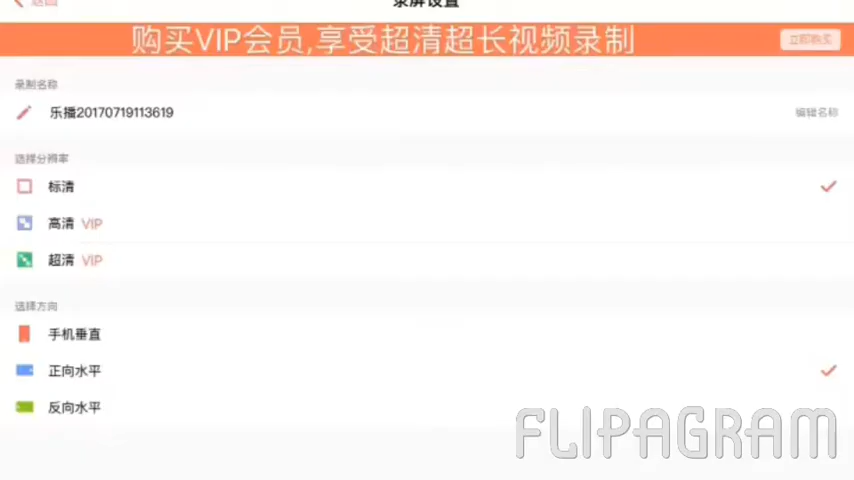 返回
录屏设置
购买VIP会员,享受超清超长视频录制
立即购买
录制名称
乐播20170719113619
编辑名称
选择分辨率
标清
高清 VIP
超清 VIP
选择方向
手机垂直
正向水平
反向水平
FLIPAGRAM